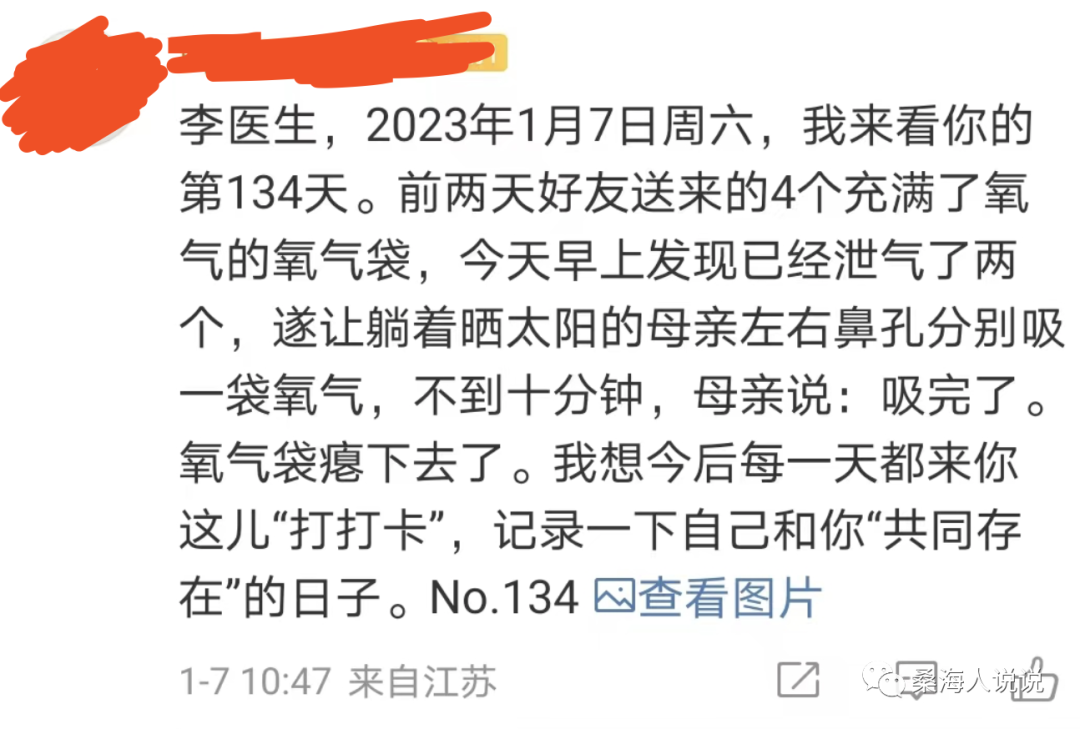 李医生，2023年1月7日周六，我来看你的
第134天。前两天好友送来的4个充满了氧
气的氧气袋，今天早上发现已经泄气了两
个，遂让躺着晒太阳的母亲左右鼻孔分别吸
一袋氧气，不到十分钟，母亲说：吸完了。
氧气袋瘪下去了。我想今后每一天都来你
这儿“打打卡”，记录一下自己和你“共同存
在”的日子。No.134 查看图片
1-7 10:47 来自江苏
桑海人说说